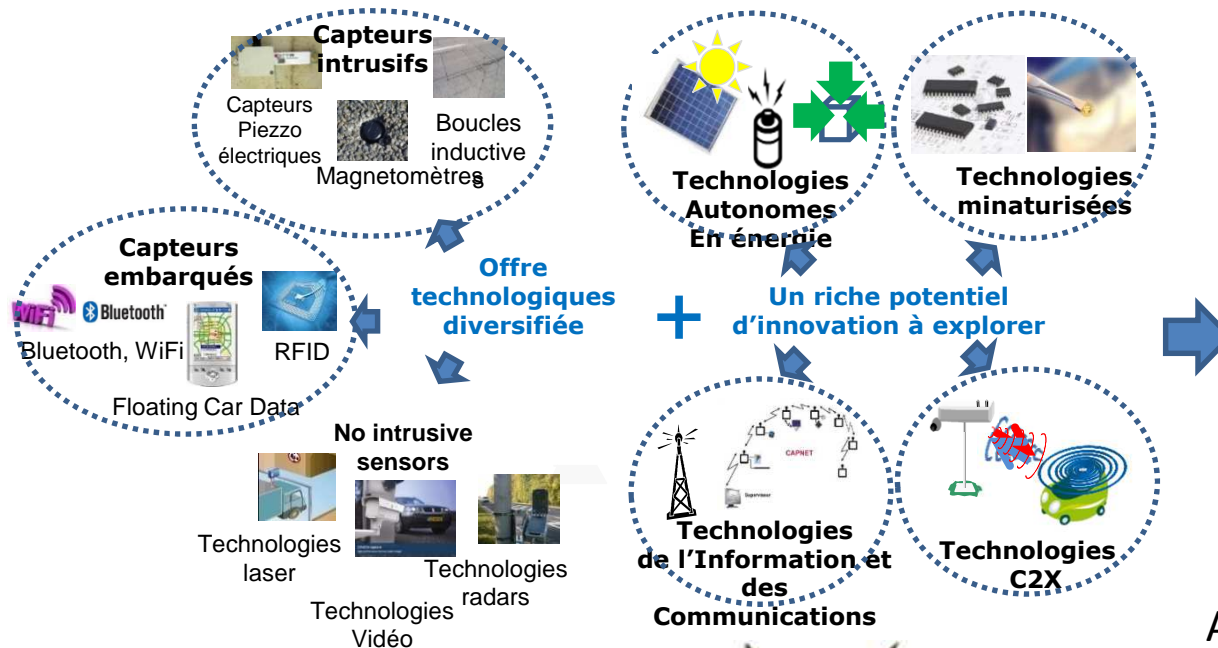 Capteurs
intrusifs
Capteurs
Piezzo
électriques
Magnetomètres
Boucles
inductive
s
Capteurs
embarqués
WiFi
Bluetooth
Bluetooth, WiFi
RFID
Floating Car Data
No intrusive
sensors
Technologies
laser
Technologies
Vidéo
Technologies
radars
Offre
technologiques
diversifiée
+
Un riche potentiel
d'innovation à explorer
Technologies
Autonomes
En énergie
Technologies
minaturisées
CAPNET
Superviseur
Technologies
de l'Information et
des
Communications
Technologies
C2X
A